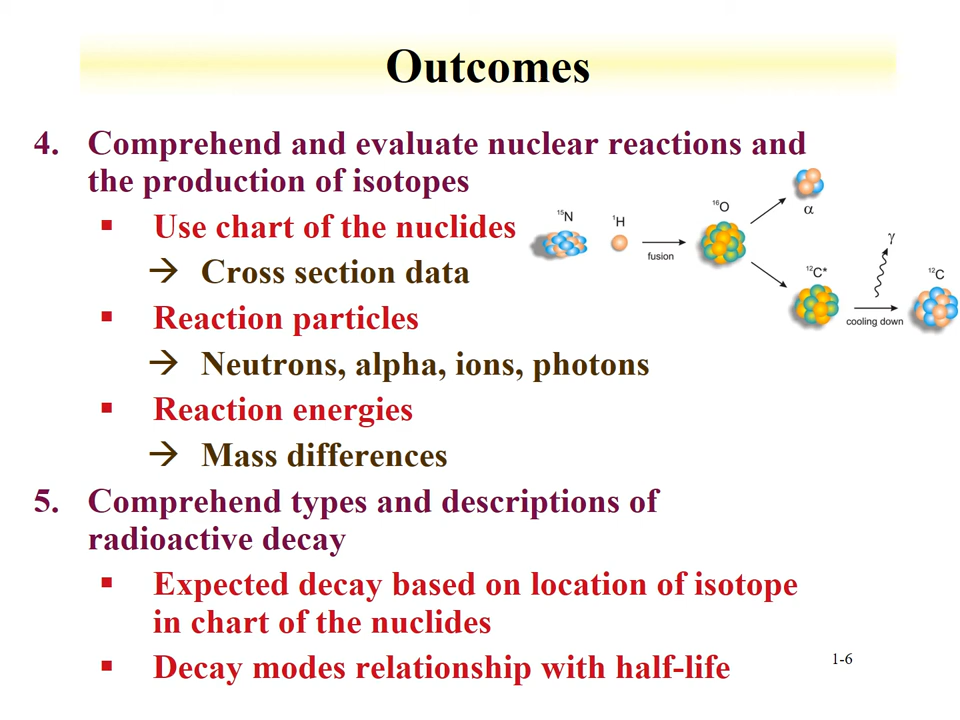 Outcomes
4. Comprehend and evaluate nuclear reactions and
the production of isotopes
▪ Use chart of the nuclides
→ Cross section data
▪ Reaction particles
→ Neutrons, alpha, ions, photons
▪ Reaction energies
→ Mass differences
5. Comprehend types and descriptions of
radioactive decay
▪ Expected decay based on location of isotope
in chart of the nuclides
▪ Decay modes relationship with half-life
¹⁵N
¹H
fusion
¹⁶O
α
¹²C*
γ
cooling down
¹²C
1-6